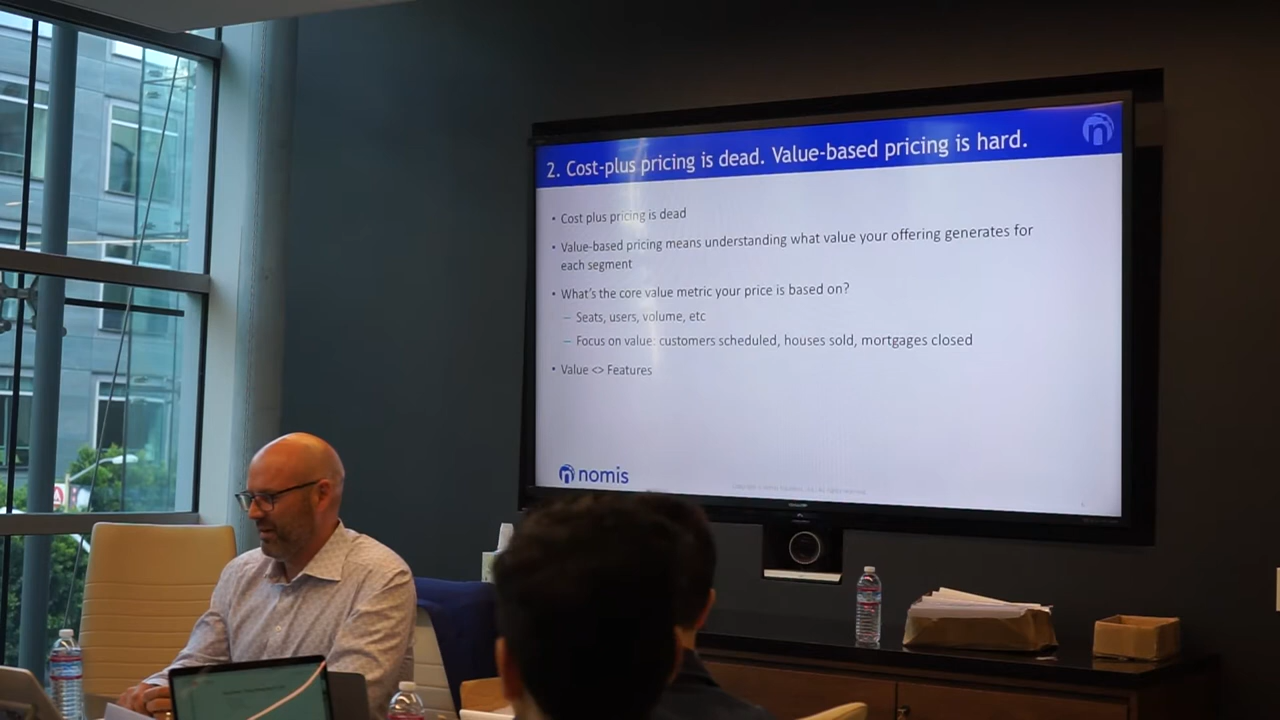 2. Cost-plus pricing is dead. Value-based pricing is hard.
• Cost plus pricing is dead
• Value-based pricing means understanding what value your offering generates for
each segment
• What's the core value metric your price is based on?
– Seats, users, volume, etc
– Focus on value: customers scheduled, houses sold, mortgages closed
• Value <> Features
nomis